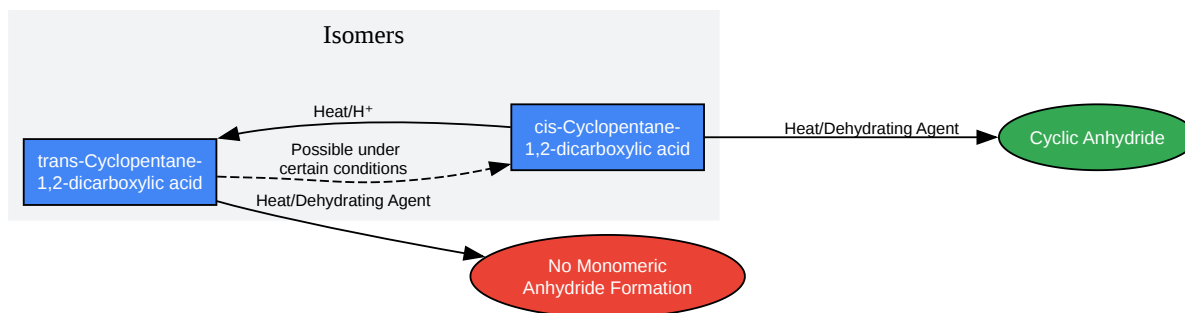 Isomers
Heat/H⁺
cis-Cyclopentane-
1,2-dicarboxylic acid
Heat/Dehydrating Agent
Cyclic Anhydride
trans-Cyclopentane-
1,2-dicarboxylic acid
Possible under
certain conditions
Heat/Dehydrating Agent
No Monomeric
Anhydride Formation